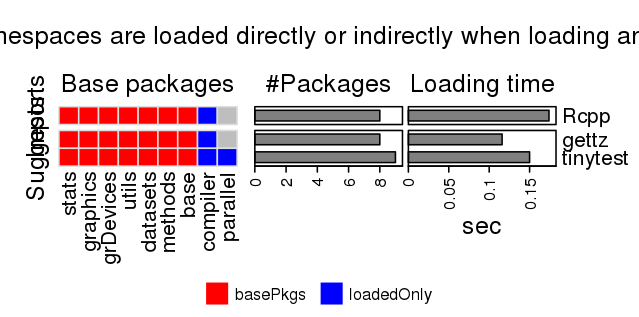 nespaces are loaded directly or indirectly when loading an
Base packages
#Packages
Loading time
Imports
Suggests
Rcpp
gettz
tinytest
stats
graphics
grDevices
utils
datasets
methods
base
compiler
parallel
0 2 4 6 8
0 0.05 0.1 0.15
sec
basePkgs
loadedOnly